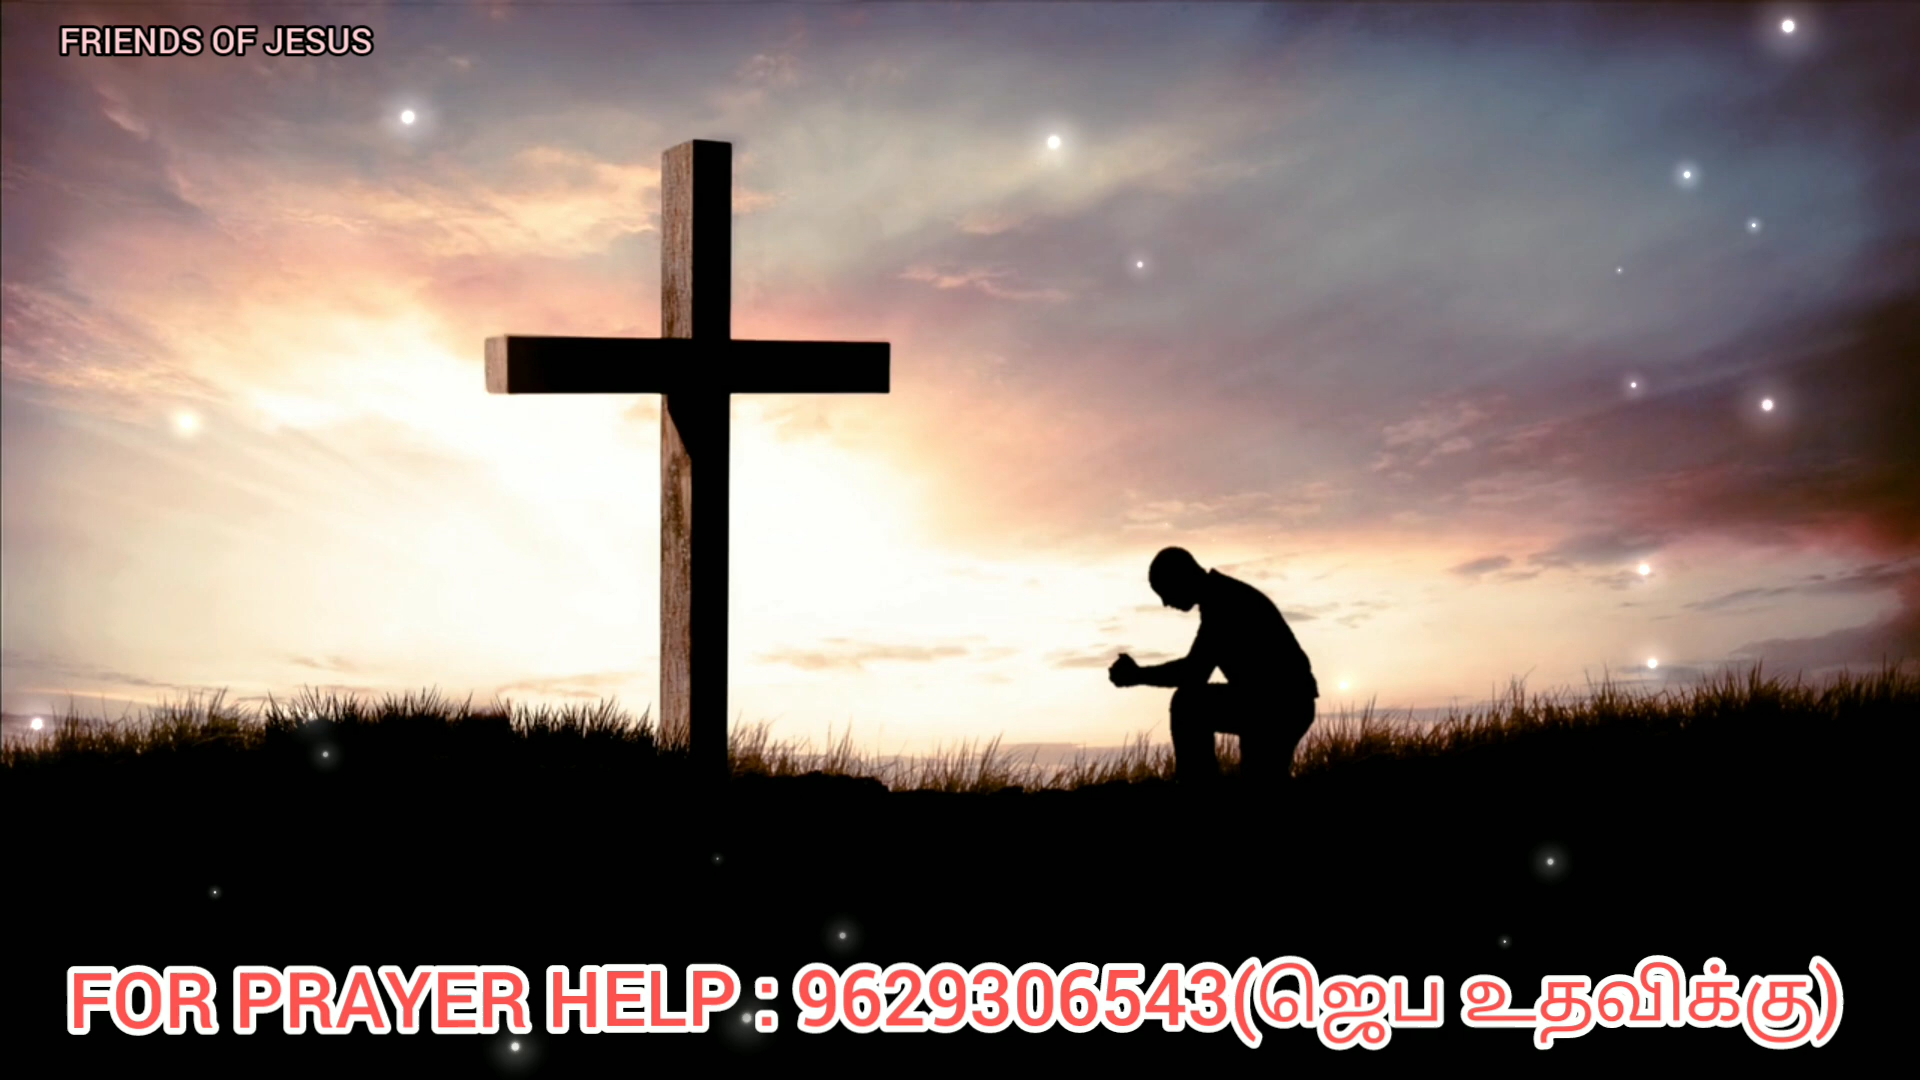 FRIENDS OF JESUS
FOR PRAYER HELP : 9629306543(ஜெப உதவிக்கு)